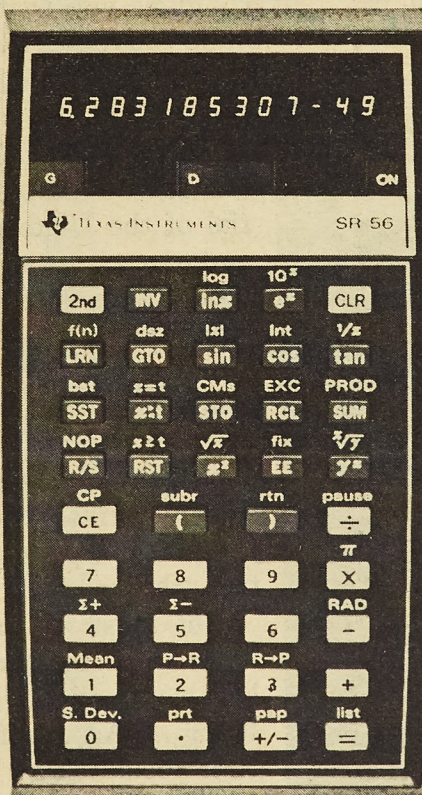 6.283185307-49
G D ON
TEXAS INSTRUMENTS SR 56
log 10ˣ
2nd INV lnx eˣ CLR
f(n) dsz |x| Int 1/x
LRN GTO sin cos tan
bst x=t CMs EXC PROD
SST x⇄t STO RCL SUM
NOP x≥t √x fix ˣ√y
R/S RST x² EE yˣ
CP subr rtn pause
CE ( ) ÷
π
7 8 9 ×
Σ+ Σ− RAD
4 5 6 −
Mean P→R R→P
1 2 3 +
S. Dev. prt pap list
0 . +/− =